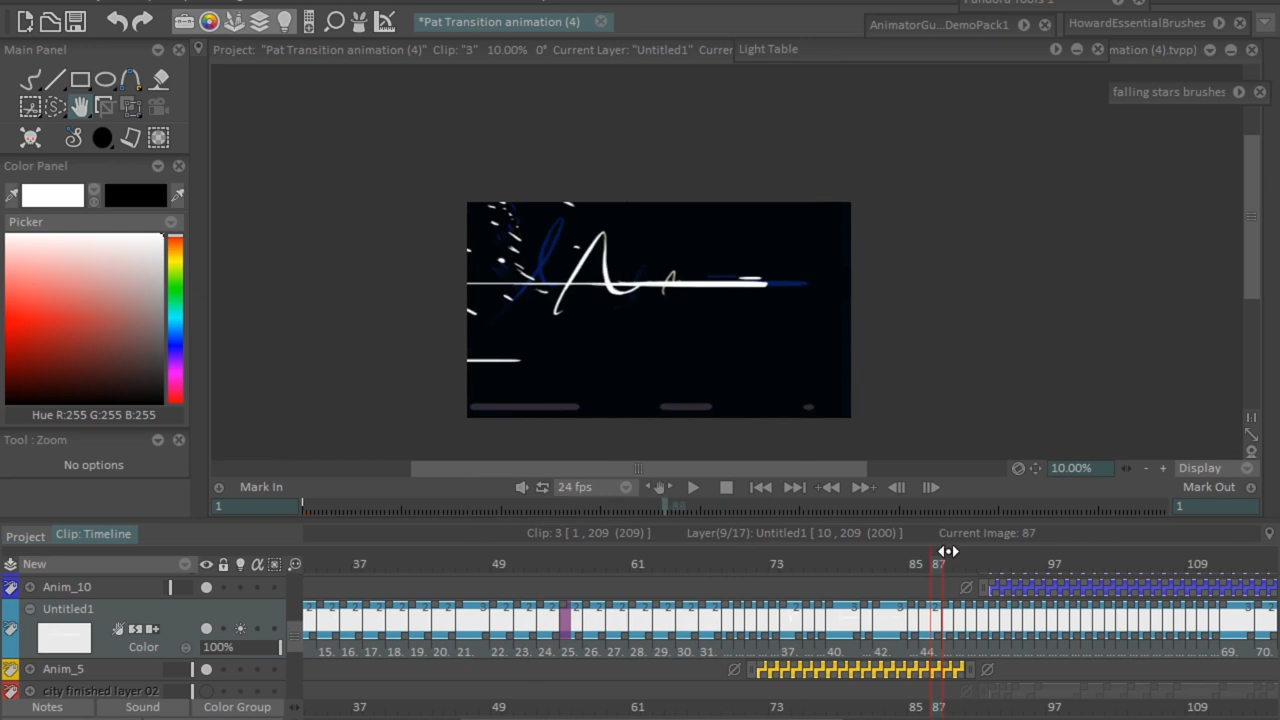 Pandora Tools 1
*Pat Transition animation (4)
AnimatorGu...DemoPack1
HowardEssentialBrushes
Main Panel
Project: "Pat Transition animation (4)" Clip: "3" 10.00% 0° Current Layer: "Untitled1" Currer
Light Table
mation (4).tvpp)
falling stars brushes
Color Panel
Picker
Hue R:255 G:255 B:255
Tool : Zoom
No options
10.00%
Display
Mark In
24 fps
Mark Out
1
1
Project
Clip: Timeline
Clip: 3 [ 1 , 209 (209) ]
Layer(9/17): Untitled1 [ 10 , 209 (200) ]
Current Image: 87
New
37 49 61 73 85 87 97 109
Anim_10
Untitled1
Color
100%
15. 16. 17. 18. 19. 20. 21. 22. 23. 24. 25. 26. 27. 28. 29. 30. 31. 37. 40. 42. 44. 69. 70.
Anim_5
city finished layer 02
Notes
Sound
Color Group
37 49 61 73 85 87 97 109